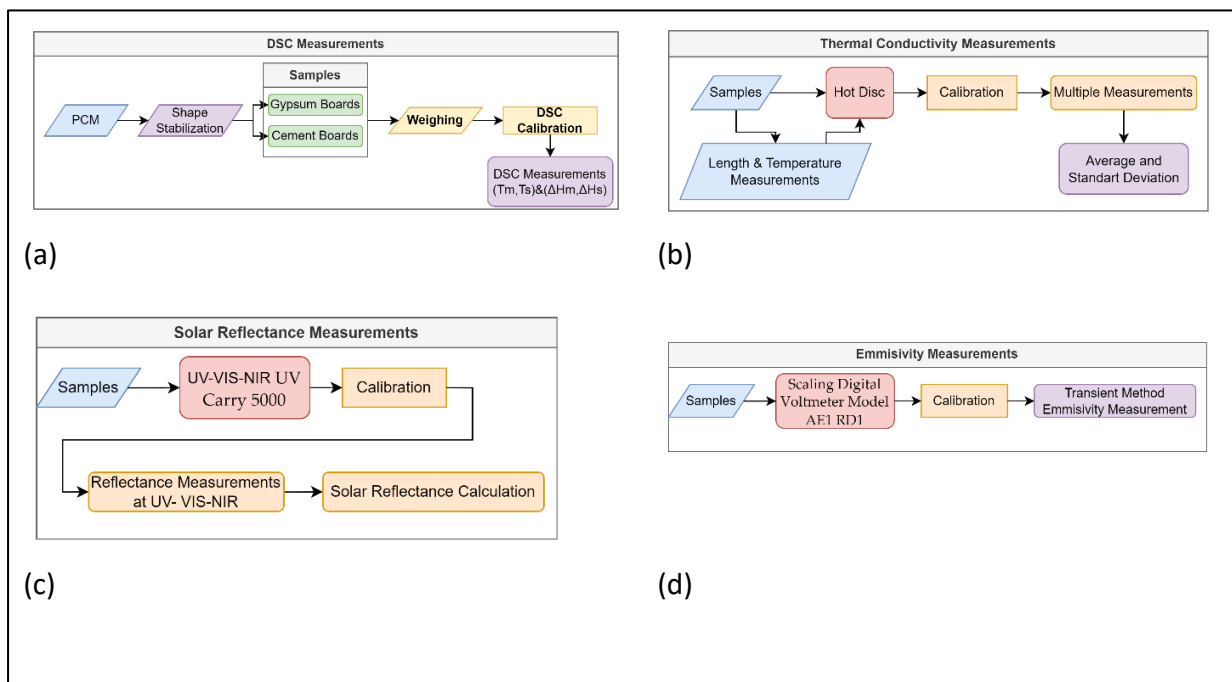 DSC Measurements
Samples
PCM
Shape
Stabilization
Gypsum Boards
Cement Boards
Weighing
DSC
Calibration
DSC Measurements
(Tm,Ts)&(ΔHm,ΔHs)
(a)
Thermal Conductivity Measurements
Samples
Hot Disc
Calibration
Multiple Measurements
Length & Temperature
Measurements
Average and
Standart Deviation
(b)
Solar Reflectance Measurements
Samples
UV-VIS-NIR UV
Carry 5000
Calibration
Reflectance Measurements
at UV- VIS-NIR
Solar Reflectance Calculation
(c)
Emmisivity Measurements
Samples
Scaling Digital
Voltmeter Model
AE1 RD1
Calibration
Transient Method
Emmisivity Measurement
(d)